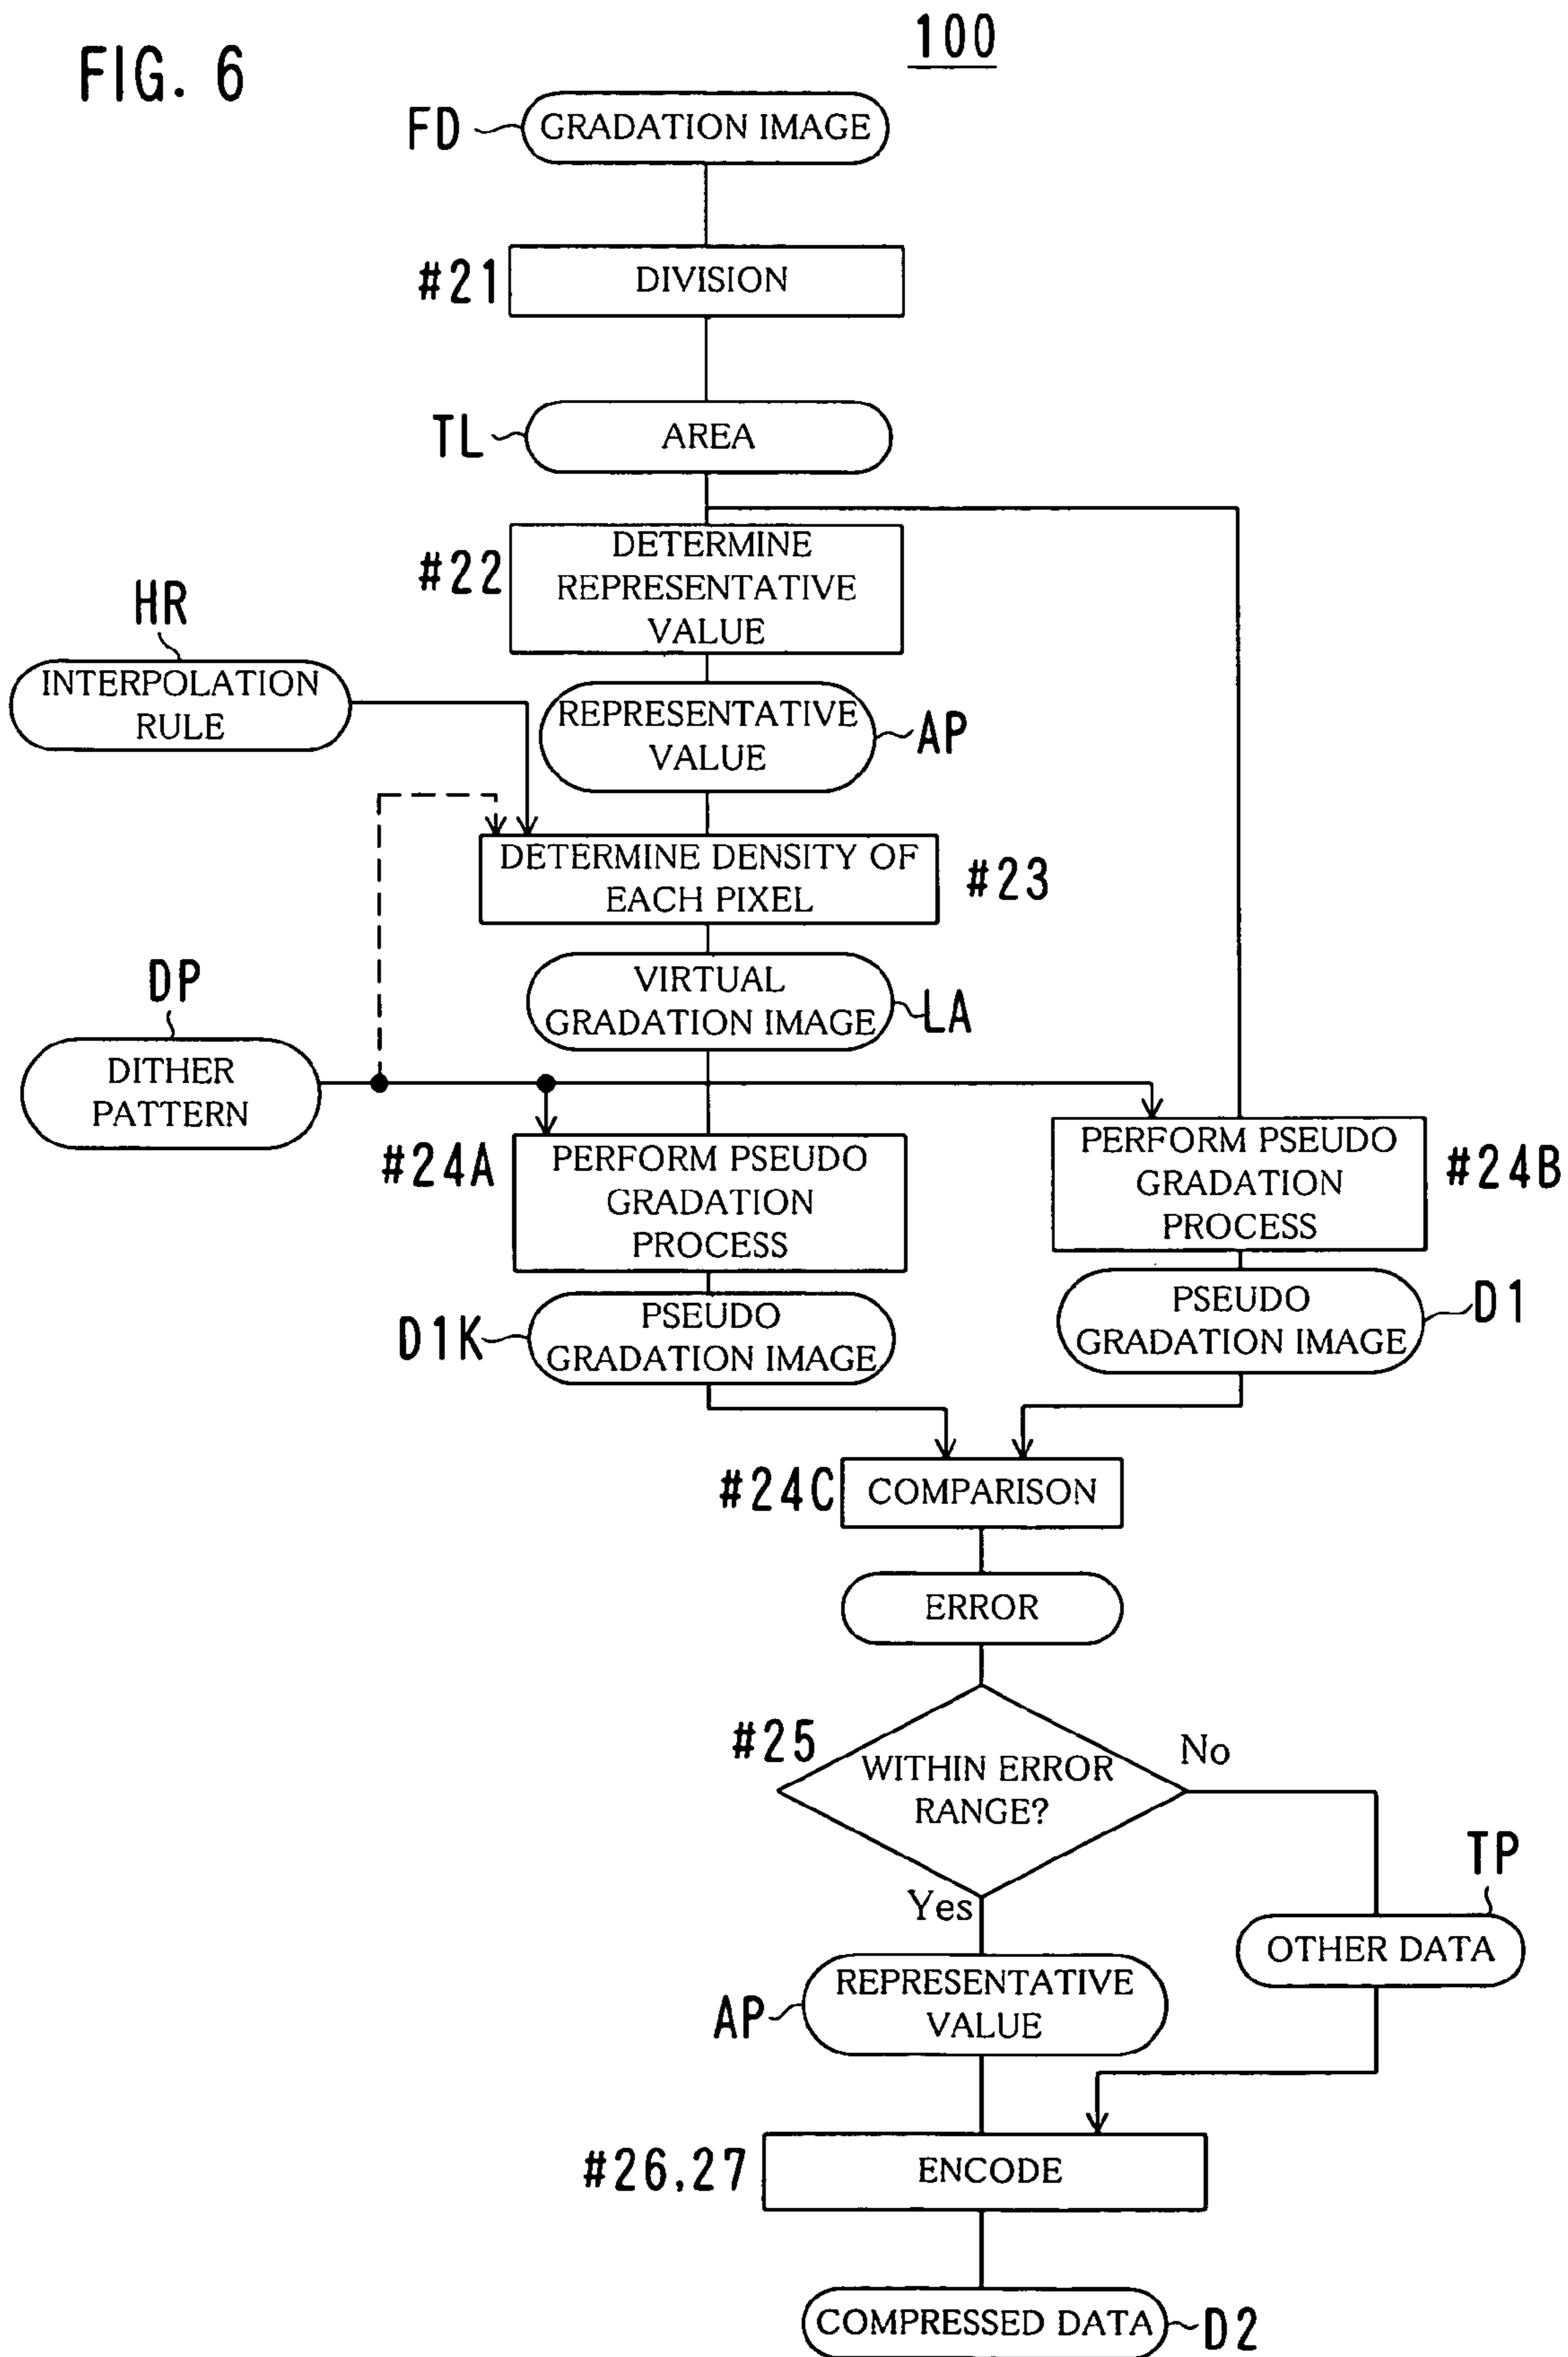 FIG. 6
100
FD
GRADATION IMAGE
#21
DIVISION
TL
AREA
#22
DETERMINE
REPRESENTATIVE
VALUE
HR
INTERPOLATION
RULE
REPRESENTATIVE
VALUE
AP
DETERMINE DENSITY OF
EACH PIXEL
#23
DP
DITHER
PATTERN
VIRTUAL
GRADATION IMAGE
LA
#24A
PERFORM PSEUDO
GRADATION
PROCESS
PERFORM PSEUDO
GRADATION
PROCESS
#24B
D1K
PSEUDO
GRADATION IMAGE
PSEUDO
GRADATION IMAGE
D1
#24C
COMPARISON
ERROR
#25
WITHIN ERROR
RANGE?
No
Yes
TP
OTHER DATA
AP
REPRESENTATIVE
VALUE
#26,27
ENCODE
COMPRESSED DATA
D2